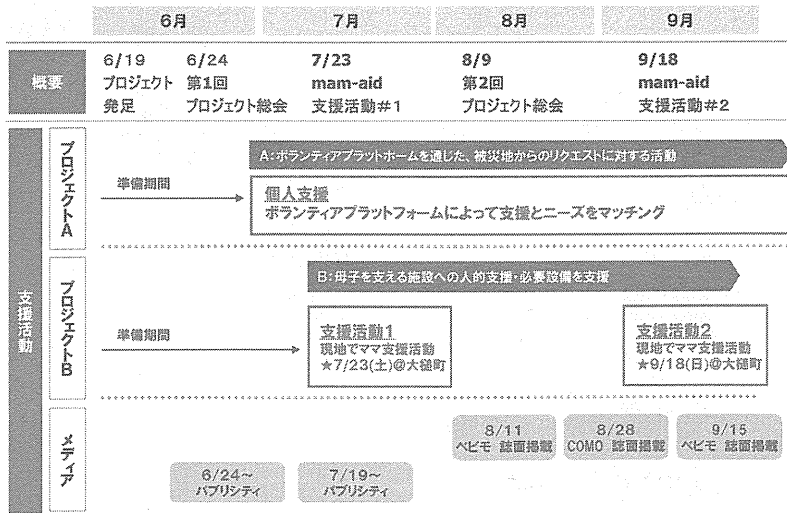 6月 7月 8月 9月
概要
6/19
プロジェクト
発足
6/24
第1回
プロジェクト総会
7/23
mam-aid
支援活動#1
8/9
第2回
プロジェクト総会
9/18
mam-aid
支援活動#2
支援活動
プロジェクトA
準備期間
A:ボランティアプラットホームを通じた、被災地からのリクエストに対する活動
個人支援
ボランティアプラットフォームによって支援とニーズをマッチング
プロジェクトB
準備期間
B:母子を支える施設への人的支援・必要設備を支援
支援活動1
現地でママ支援活動
★7/23(土)@大槌町
支援活動2
現地でママ支援活動
★9/18(日)@大槌町
メディア
8/11
ベビモ 誌面掲載
8/28
COMO 誌面掲載
9/15
ベビモ 誌面掲載
6/24~
パブリシティ
7/19~
パブリシティ